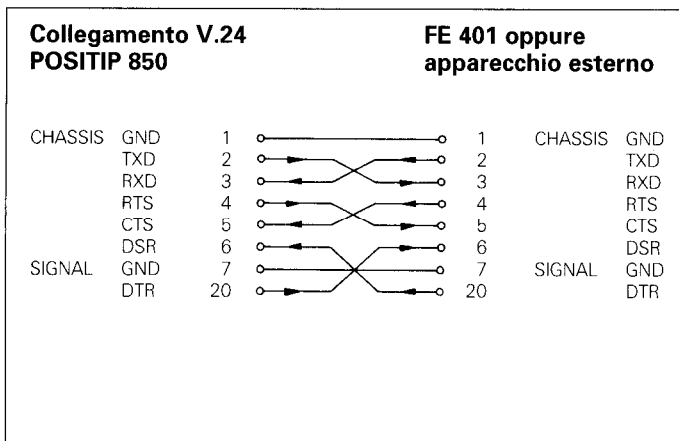 Collegamento V.24
POSITIP 850
FE 401 oppure
apparecchio esterno
CHASSIS GND 1 1 CHASSIS GND
TXD 2 2 TXD
RXD 3 3 RXD
RTS 4 4 RTS
CTS 5 5 CTS
DSR 6 6 DSR
SIGNAL GND 7 7 SIGNAL GND
DTR 20 20 DTR